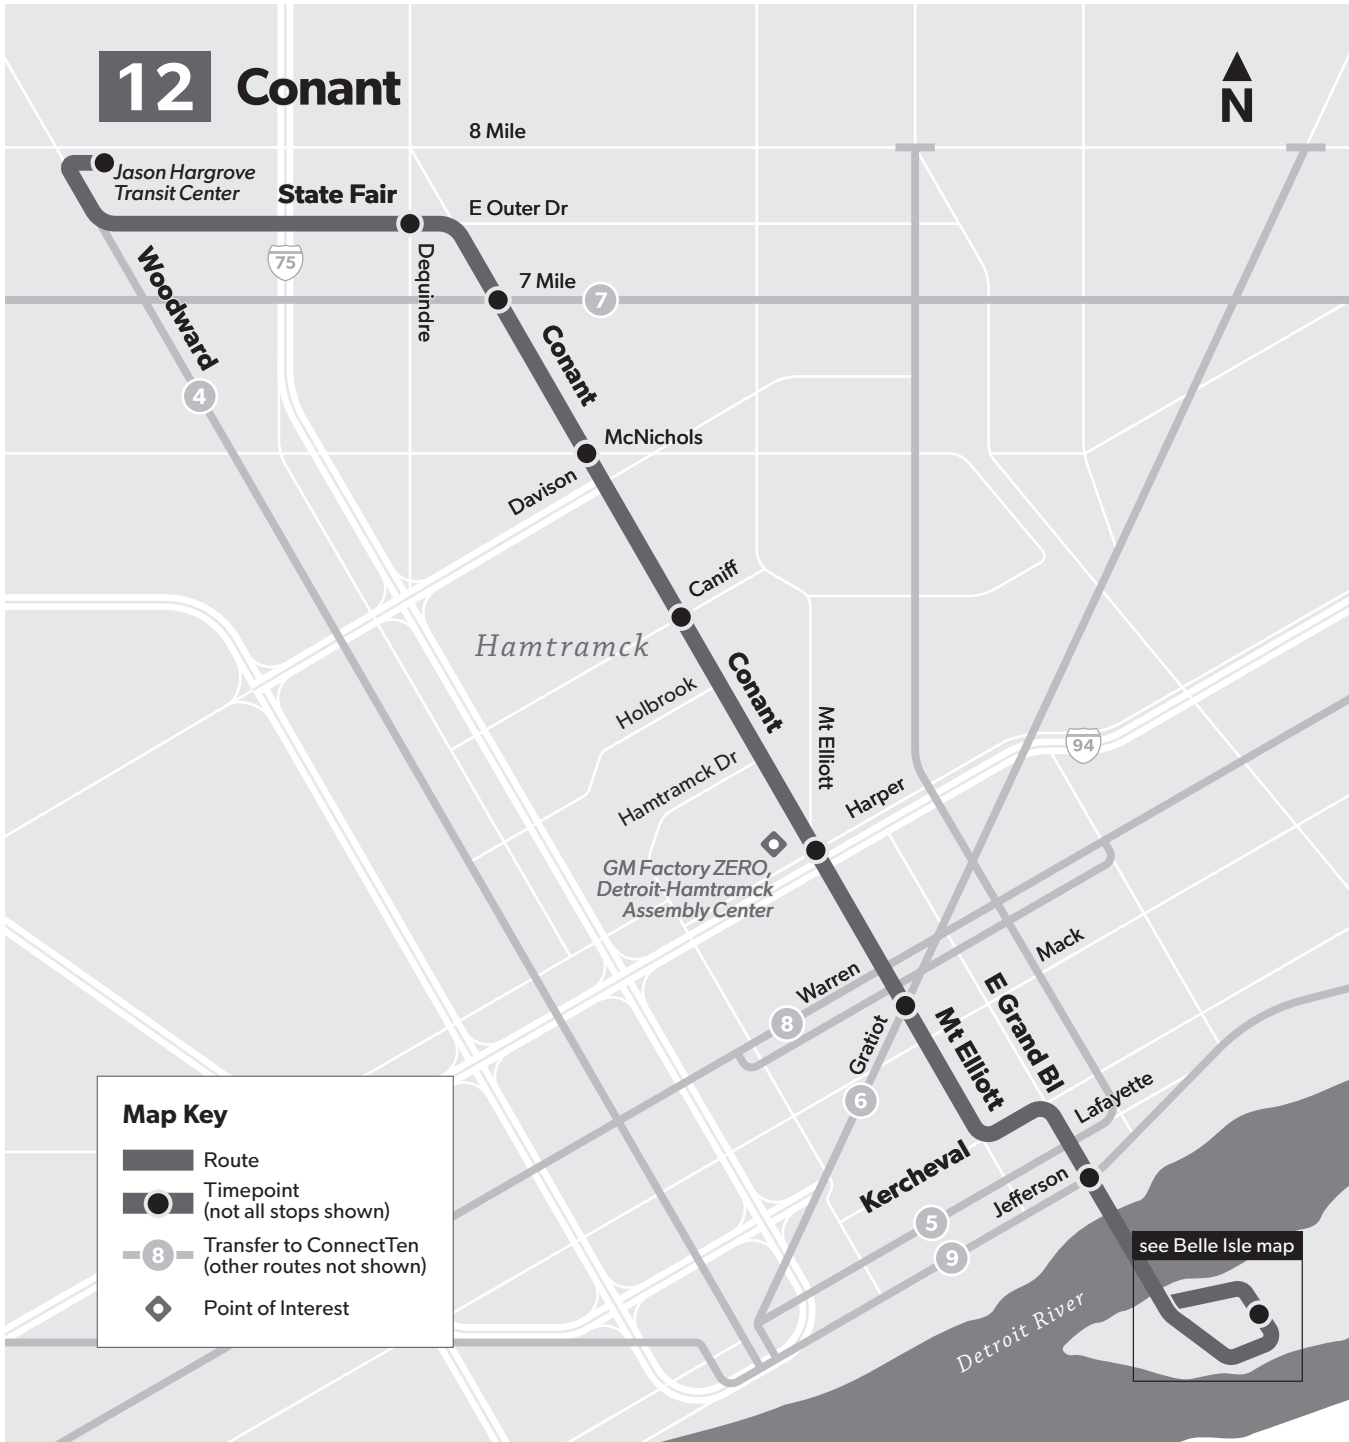 12 Conant
N
8 Mile
Jason Hargrove
Transit Center
State Fair
E Outer Dr
75
Dequindre
Woodward
7 Mile
7
Conant
4
McNichols
Davison
Caniff
Hamtramck
Conant
Holbrook
Mt Elliott
94
Hamtramck Dr
Harper
GM Factory ZERO,
Detroit-Hamtramck
Assembly Center
Mack
Warren
E Grand Bl
8
Mt Elliott
Gratiot
6
Lafayette
Kercheval
Jefferson
5
9
see Belle Isle map
Detroit River
Map Key
Route
Timepoint
(not all stops shown)
8
Transfer to ConnectTen
(other routes not shown)
Point of Interest